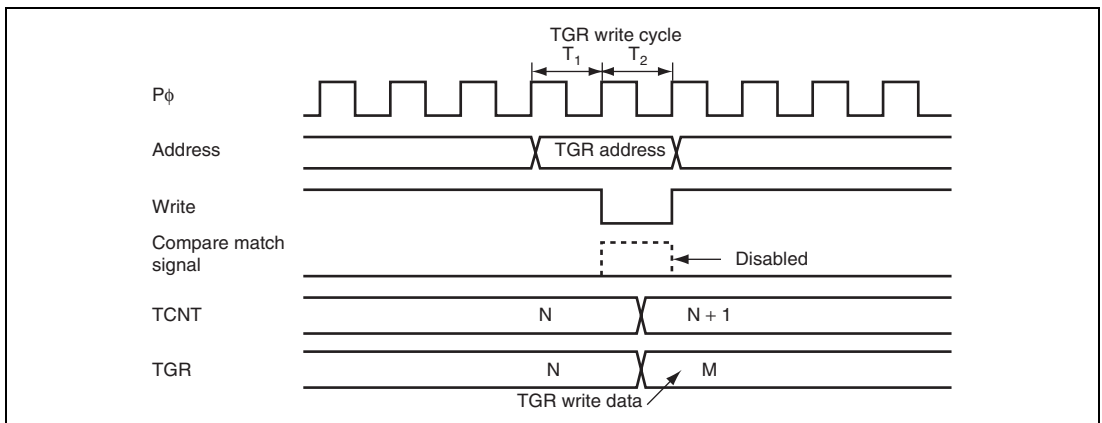 TGR write cycle
T1 T2
Pϕ
Address
TGR address
Write
Compare match
signal
Disabled
TCNT
N
N + 1
TGR
N
M
TGR write data